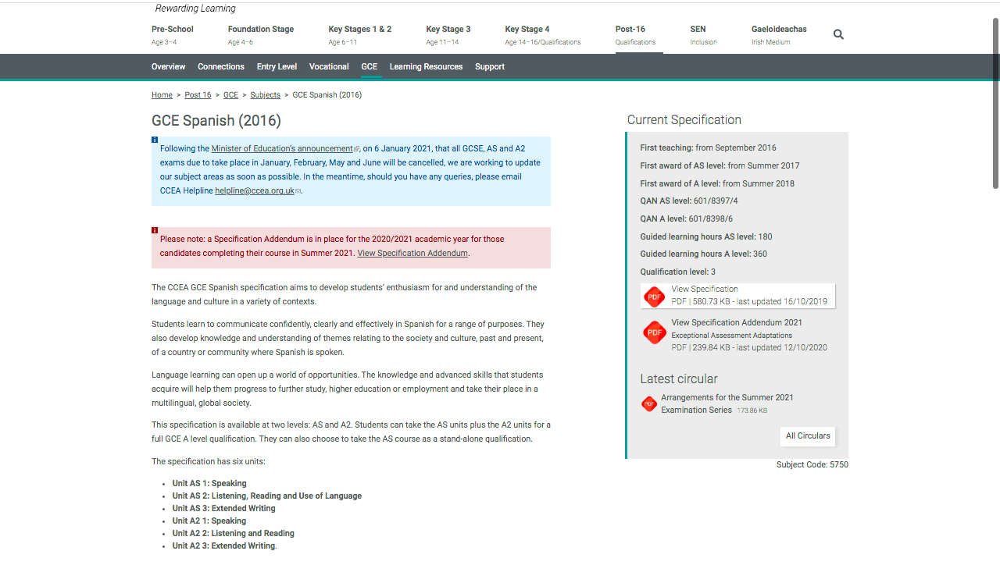 Rewarding Learning
Pre-School
Age 3–4
Foundation Stage
Age 4–6
Key Stages 1 & 2
Age 6–11
Key Stage 3
Age 11–14
Key Stage 4
Age 14–16/Qualifications
Post-16
Qualifications
SEN
Inclusion
Gaeloideachas
Irish Medium
Overview Connections Entry Level Vocational GCE Learning Resources Support
Home > Post 16 > GCE > Subjects > GCE Spanish (2016)
GCE Spanish (2016)
Following the Minister of Education's announcement, on 6 January 2021, that all GCSE, AS and A2
exams due to take place in January, February, May and June will be cancelled, we are working to update
our subject areas as soon as possible. In the meantime, should you have any queries, please email
CCEA Helpline helpline@ccea.org.uk.
Please note: a Specification Addendum is in place for the 2020/2021 academic year for those
candidates completing their course in Summer 2021. View Specification Addendum.
The CCEA GCE Spanish specification aims to develop students' enthusiasm for and understanding of the
language and culture in a variety of contexts.
Students learn to communicate confidently, clearly and effectively in Spanish for a range of purposes. They
also develop knowledge and understanding of themes relating to the society and culture, past and present,
of a country or community where Spanish is spoken.
Language learning can open up a world of opportunities. The knowledge and advanced skills that students
acquire will help them progress to further study, higher education or employment and take their place in a
multilingual, global society.
This specification is available at two levels: AS and A2. Students can take the AS units plus the A2 units for a
full GCE A level qualification. They can also choose to take the AS course as a stand-alone qualification.
The specification has six units:
• Unit AS 1: Speaking
• Unit AS 2: Listening, Reading and Use of Language
• Unit AS 3: Extended Writing
• Unit A2 1: Speaking
• Unit A2 2: Listening and Reading
• Unit A2 3: Extended Writing.
Current Specification
First teaching: from September 2016
First award of AS level: from Summer 2017
First award of A level: from Summer 2018
QAN AS level: 601/8397/4
QAN A level: 601/8398/6
Guided learning hours AS level: 180
Guided learning hours A level: 360
Qualification level: 3
PDF
View Specification
PDF | 580.73 KB - last updated 16/10/2019
PDF
View Specification Addendum 2021
Exceptional Assessment Adaptations
PDF | 239.84 KB - last updated 12/10/2020
Latest circular
PDF
Arrangements for the Summer 2021
Examination Series 173.86 KB
All Circulars
Subject Code: 5750